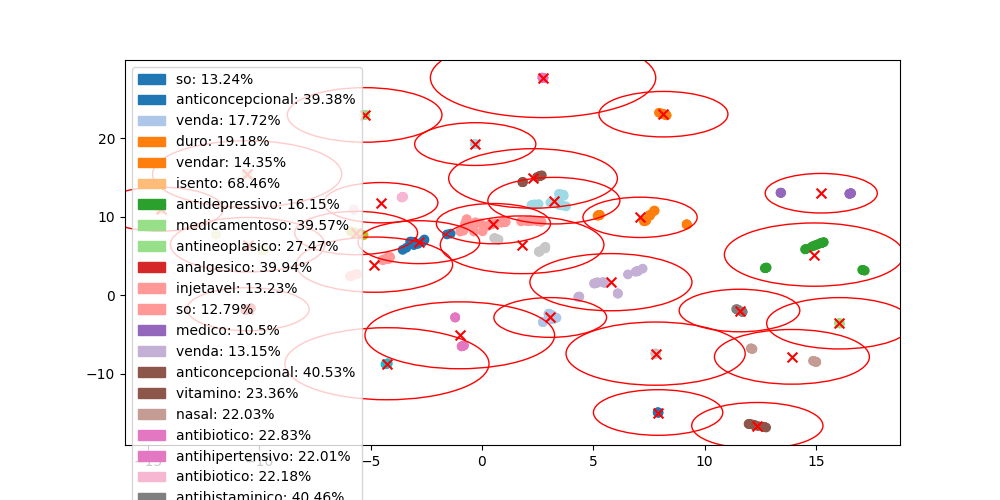 so: 13.24%
anticoncepcional: 39.38%
venda: 17.72%
duro: 19.18%
vendar: 14.35%
isento: 68.46%
antidepressivo: 16.15%
medicamentoso: 39.57%
antineoplasico: 27.47%
analgesico: 39.94%
injetavel: 13.23%
so: 12.79%
medico: 10.5%
venda: 13.15%
anticoncepcional: 40.53%
vitamino: 23.36%
nasal: 22.03%
antibiotico: 22.83%
antihipertensivo: 22.01%
antibiotico: 22.18%
antihistaminico: 40.46%
20
10
0
−10
−15 −10 −5 0 5 10 15